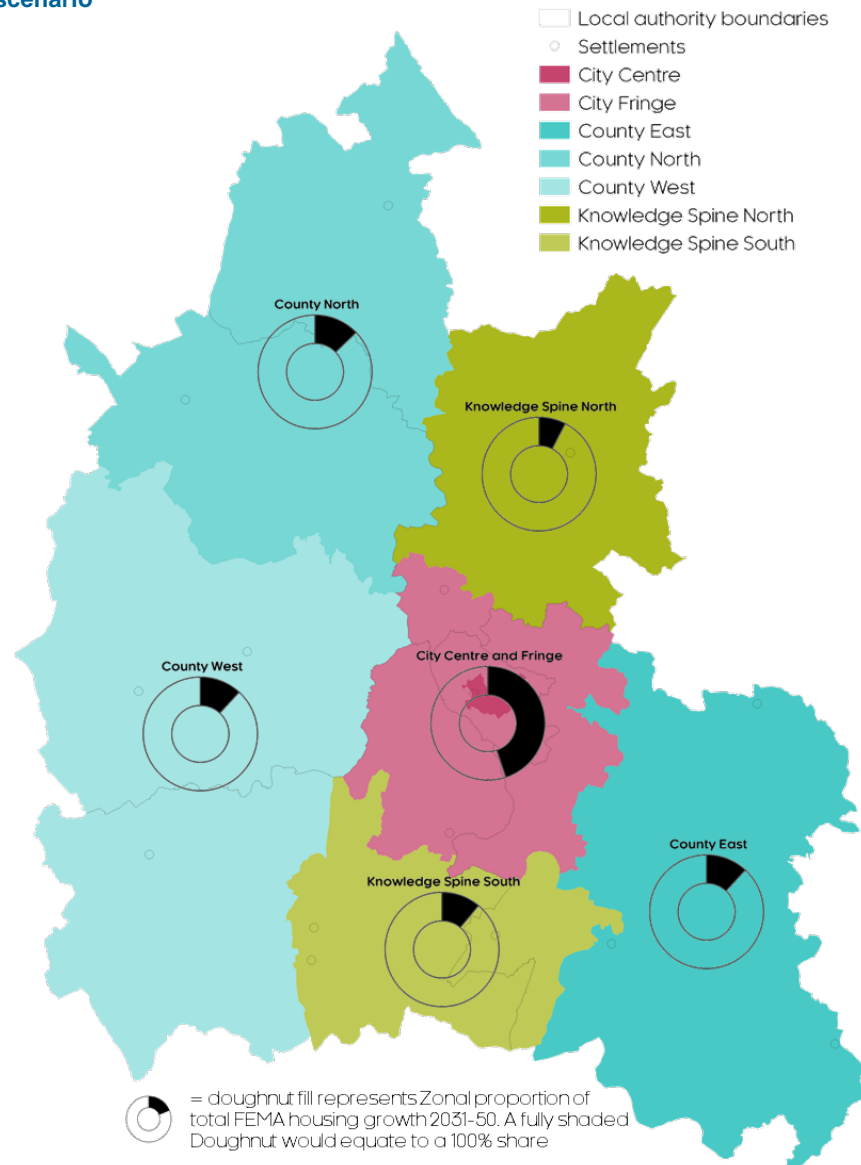 scenario
Local authority boundaries
Settlements
City Centre
City Fringe
County East
County North
County West
Knowledge Spine North
Knowledge Spine South
County North
Knowledge Spine North
City Centre and Fringe
County West
County East
Knowledge Spine South
= doughnut fill represents Zonal proportion of
total FEMA housing growth 2031-50. A fully shaded
Doughnut would equate to a 100% share